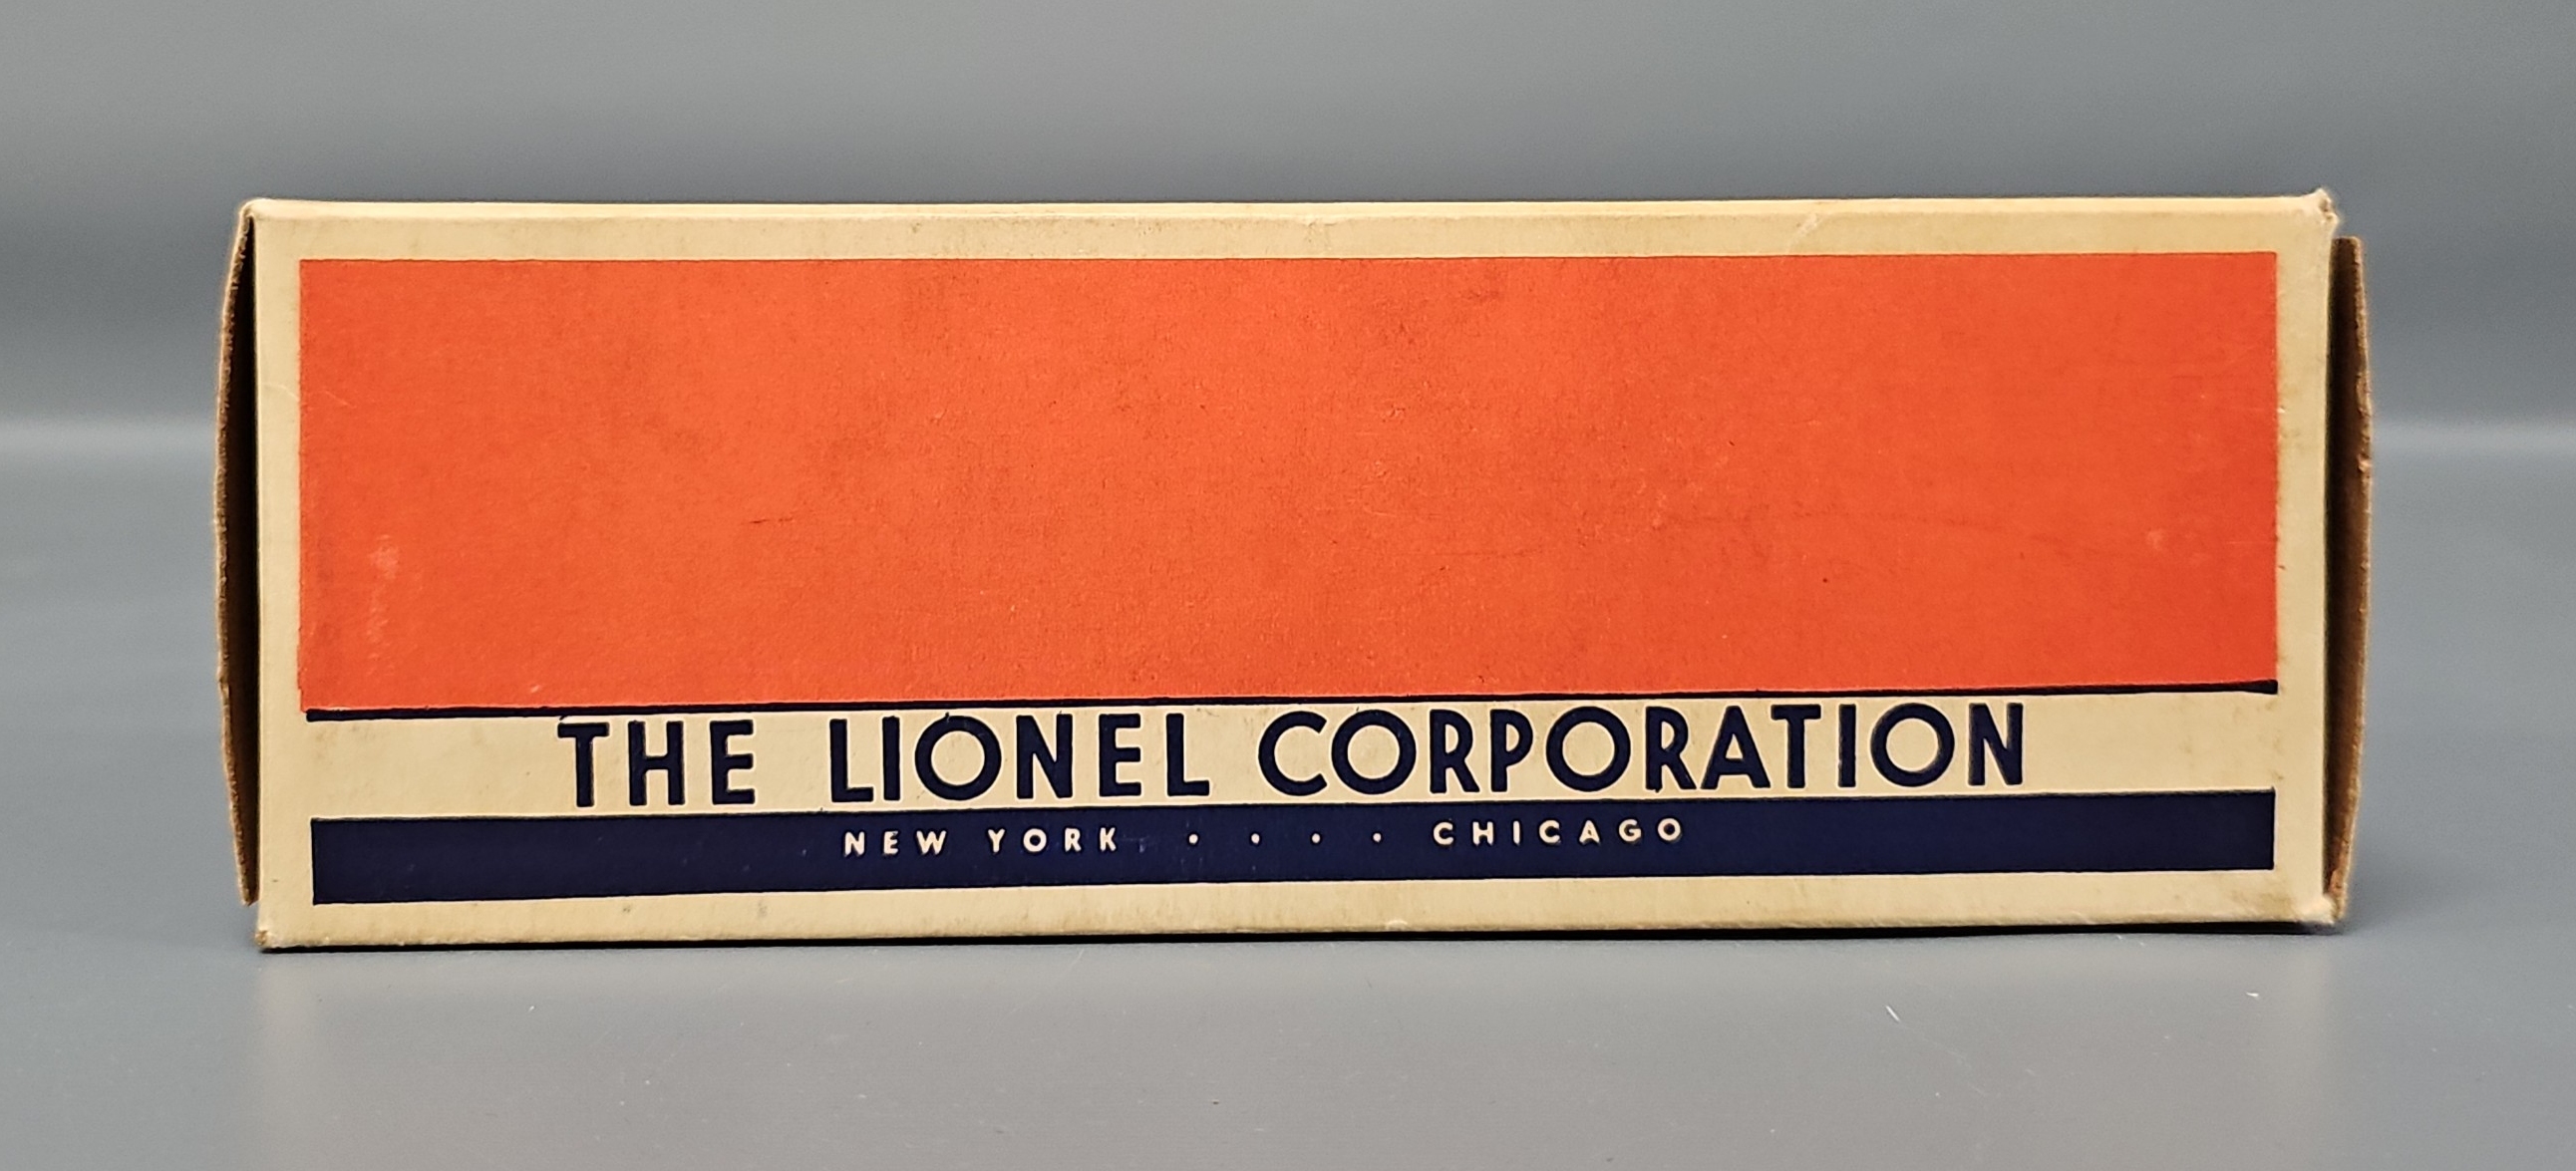 THE LIONEL CORPORATION
NEW YORK . . . . CHICAGO